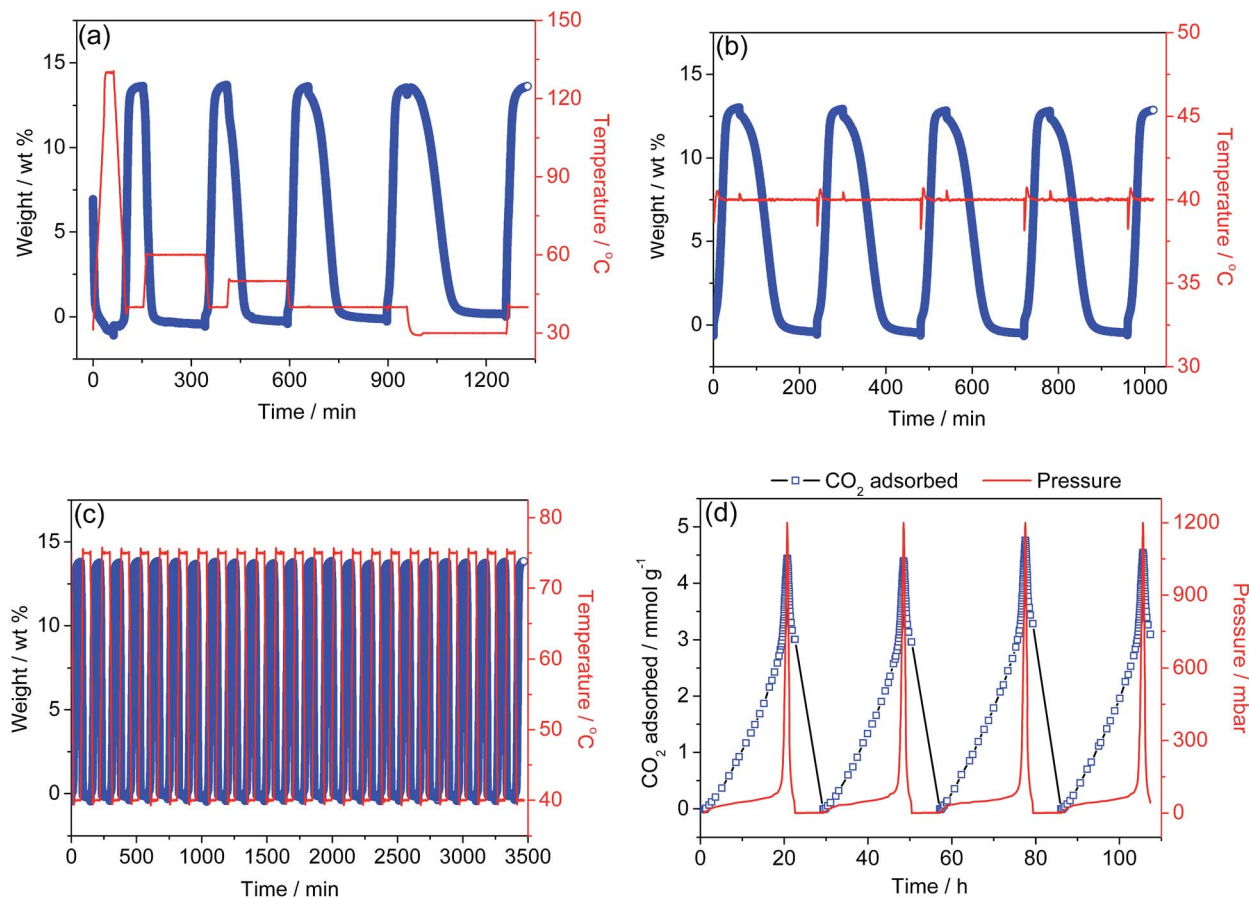 (a)
15
10
5
0
Weight / wt %
0 300 600 900 1200
Time / min
150
120
90
60
30
Temperature / °C
(b)
15
10
5
0
Weight / wt %
0 200 400 600 800 1000
Time / min
50
45
40
35
30
Temperature / °C
(c)
15
10
5
0
Weight / wt %
0 500 1000 1500 2000 2500 3000 3500
Time / min
80
75
70
65
60
55
50
45
40
Temperature / °C
CO₂ adsorbed Pressure
(d)
5
4
3
2
1
0
CO₂ adsorbed / mmol g⁻¹
0 20 40 60 80 100
Time / h
1200
900
600
300
0
Pressure / mbar